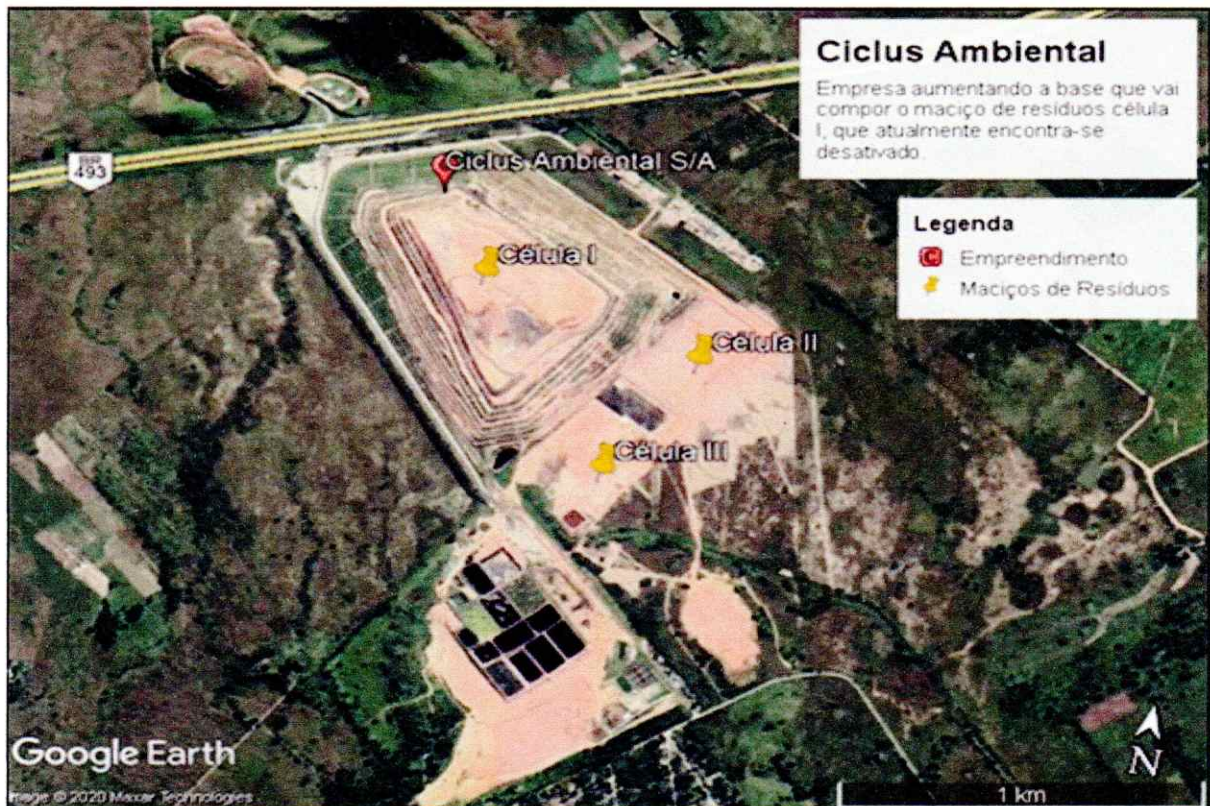 Ciclus Ambiental
Empresa aumentando a base que vai
compor o maciço de resíduos célula
I, que atualmente encontra-se
desativado.
BR
493
Ciclus Ambiental S/A
Legenda
Empreendimento
Maciços de Resíduos
Célula I
Célula II
Célula III
Google Earth
Image © 2020 Maxar Technologies
N
1 km